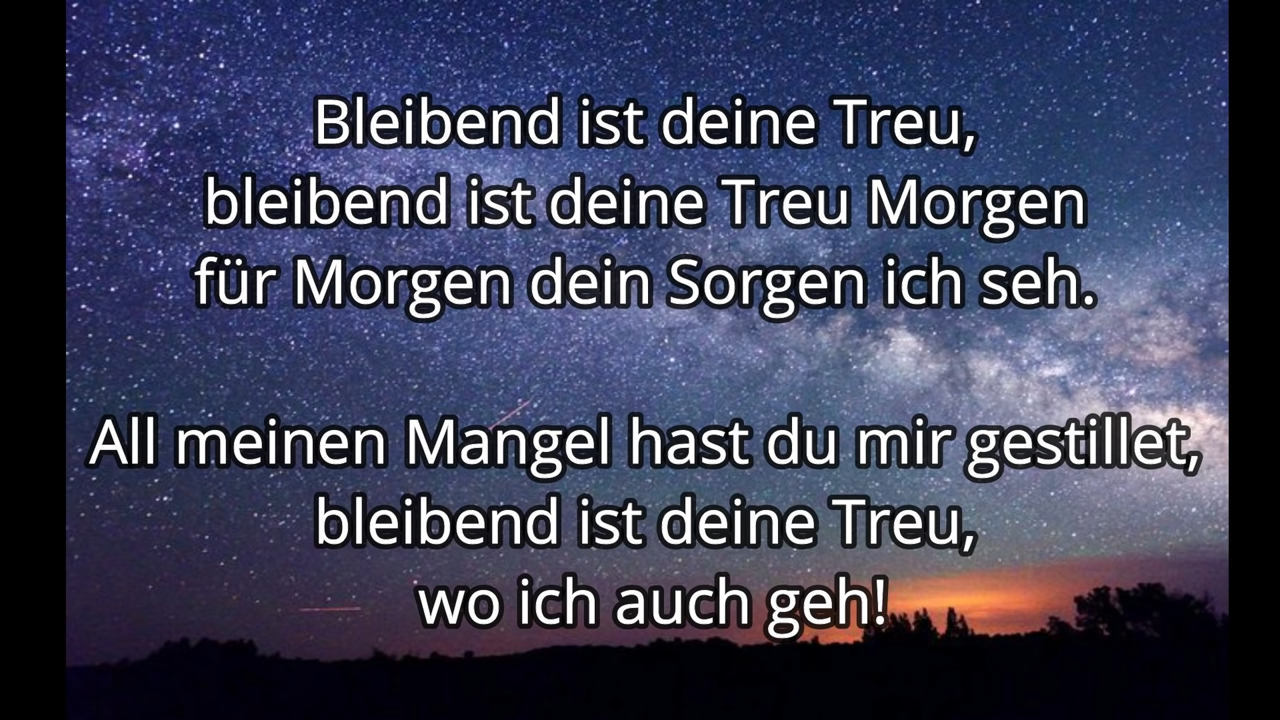 Bleibend ist deine Treu,
bleibend ist deine Treu Morgen
für Morgen dein Sorgen ich seh.
All meinen Mangel hast du mir gestillet,
bleibend ist deine Treu,
wo ich auch geh!